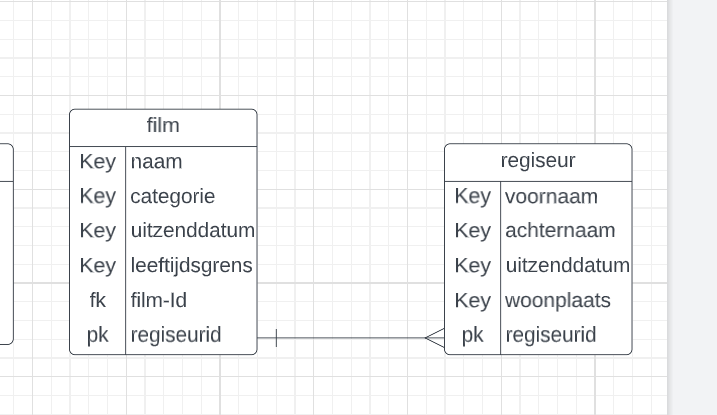 film
Key naam
Key categorie
Key uitzenddatum
Key leeftijdsgrens
fk film-Id
pk regiseurid
regiseur
Key voornaam
Key achternaam
Key uitzenddatum
Key woonplaats
pk regiseurid